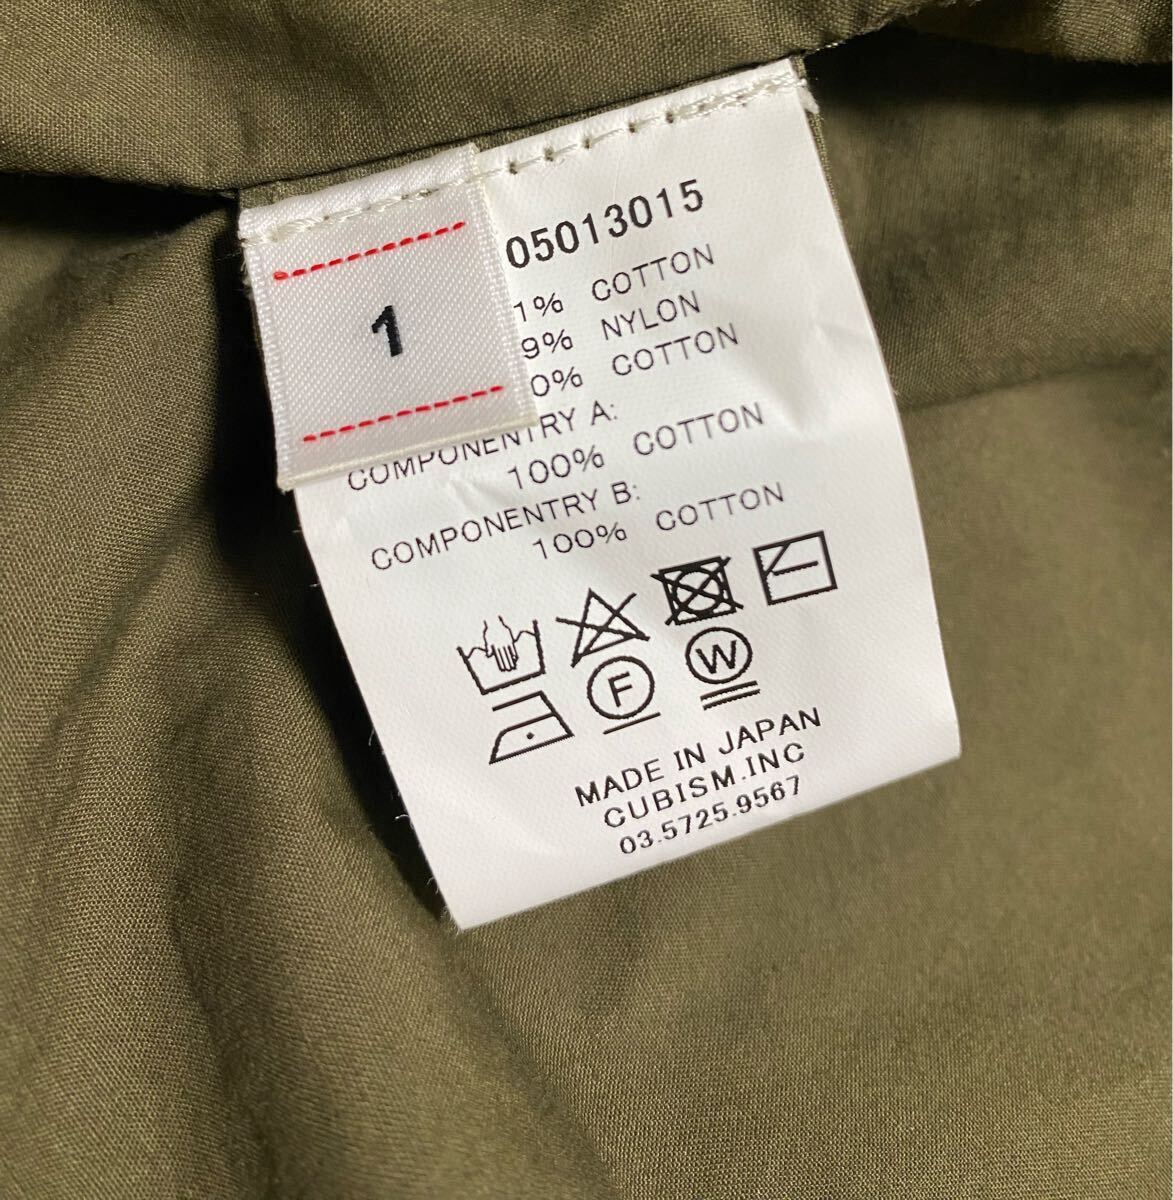 1
05013015
1% COTTON
9% NYLON
0% COTTON
COMPONENTRY A:
100% COTTON
COMPONENTRY B:
100% COTTON
F
W
MADE IN JAPAN
CUBISM.INC
03.5725.9567